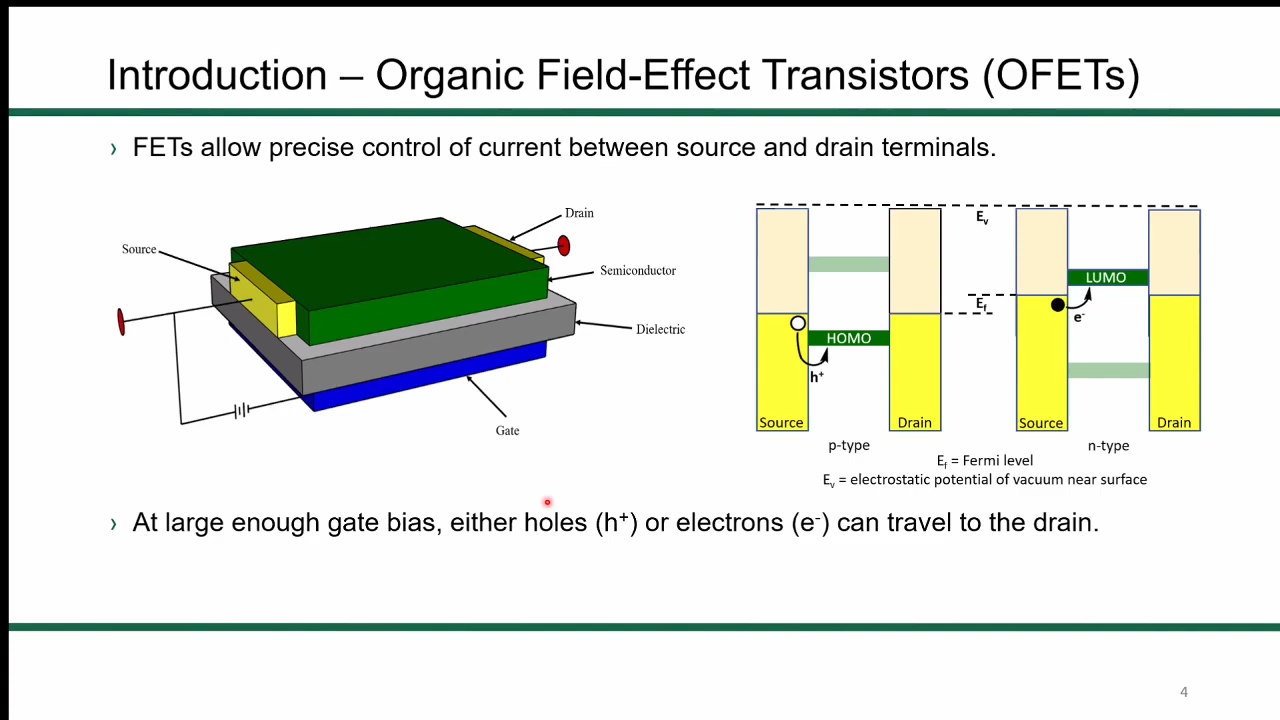 Introduction – Organic Field-Effect Transistors (OFETs)
› FETs allow precise control of current between source and drain terminals.
Drain
Source
Semiconductor
Dielectric
Gate
Eᵥ
LUMO
E_f
e⁻
HOMO
h⁺
Source
Drain
Source
Drain
p-type
n-type
E_f = Fermi level
Eᵥ = electrostatic potential of vacuum near surface
› At large enough gate bias, either holes (h⁺) or electrons (e⁻) can travel to the drain.
4